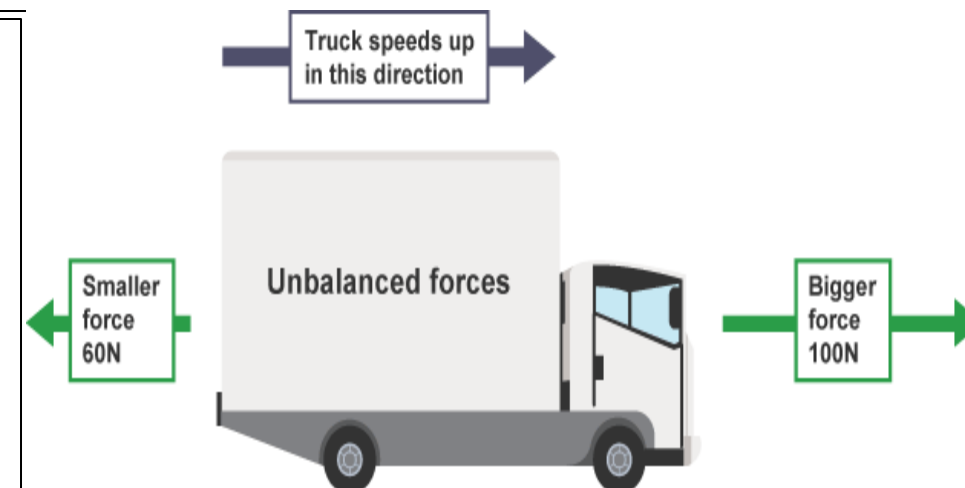 Truck speeds up
in this direction
Unbalanced forces
Smaller
force
60N
Bigger
force
100N